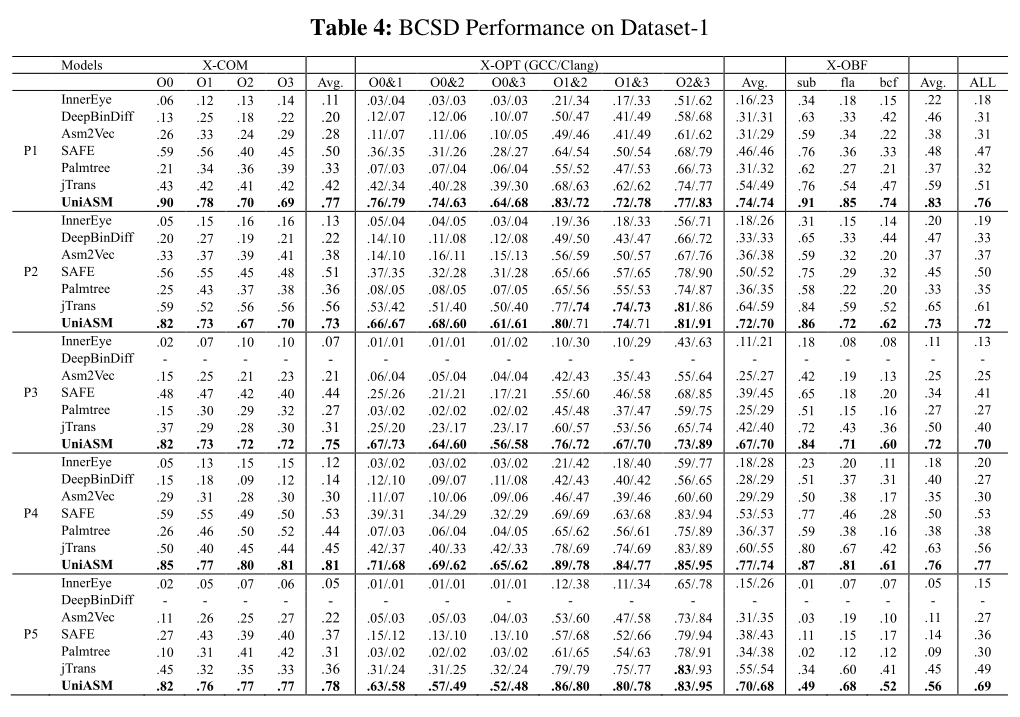 Table 4: BCSD Performance on Dataset-1
Models X-COM X-OPT (GCC/Clang) X-OBF
O0 O1 O2 O3 Avg. O0&1 O0&2 O0&3 O1&2 O1&3 O2&3 Avg. sub fla bcf Avg. ALL
InnerEye .06 .12 .13 .14 .11 .03/.04 .03/.03 .03/.03 .21/.34 .17/.33 .51/.62 .16/.23 .34 .18 .15 .22 .18
DeepBinDiff .13 .25 .18 .22 .20 .12/.07 .12/.06 .10/.07 .50/.47 .41/.49 .58/.68 .31/.31 .63 .33 .42 .46 .31
Asm2Vec .26 .33 .24 .29 .28 .11/.07 .11/.06 .10/.05 .49/.46 .41/.49 .61/.62 .31/.29 .59 .34 .22 .38 .31
P1 SAFE .59 .56 .40 .45 .50 .36/.35 .31/.26 .28/.27 .64/.54 .50/.54 .68/.79 .46/.46 .76 .36 .33 .48 .47
Palmtree .21 .34 .36 .39 .33 .07/.03 .07/.04 .06/.04 .55/.52 .47/.53 .66/.73 .31/.32 .62 .27 .21 .37 .32
jTrans .43 .42 .41 .42 .42 .42/.34 .40/.28 .39/.30 .68/.63 .62/.62 .74/.77 .54/.49 .76 .54 .47 .59 .51
UniASM .90 .78 .70 .69 .77 .76/.79 .74/.63 .64/.68 .83/.72 .72/.78 .77/.83 .74/.74 .91 .85 .74 .83 .76
InnerEye .05 .15 .16 .16 .13 .05/.04 .04/.05 .03/.04 .19/.36 .18/.33 .56/.71 .18/.26 .31 .15 .14 .20 .19
DeepBinDiff .20 .27 .19 .21 .22 .14/.10 .11/.08 .12/.08 .49/.50 .43/.47 .66/.72 .33/.33 .65 .33 .44 .47 .33
Asm2Vec .33 .37 .39 .41 .38 .14/.10 .16/.11 .15/.13 .56/.59 .50/.57 .67/.76 .36/.38 .59 .32 .20 .37 .37
P2 SAFE .56 .55 .45 .48 .51 .37/.35 .32/.28 .31/.28 .65/.66 .57/.65 .78/.90 .50/.52 .75 .29 .32 .45 .50
Palmtree .25 .43 .37 .38 .36 .08/.05 .08/.05 .07/.05 .65/.56 .55/.53 .74/.87 .36/.35 .58 .22 .20 .33 .35
jTrans .59 .52 .56 .56 .56 .53/.42 .51/.40 .50/.40 .77/.74 .74/.73 .81/.86 .64/.59 .84 .59 .52 .65 .61
UniASM .82 .73 .67 .70 .73 .66/.67 .68/.60 .61/.61 .80/.71 .74/.71 .81/.91 .72/.70 .86 .72 .62 .73 .72
InnerEye .02 .07 .10 .10 .07 .01/.01 .01/.01 .01/.02 .10/.30 .10/.29 .43/.63 .11/.21 .18 .08 .08 .11 .13
DeepBinDiff - - - - - - - - - - - - - - - - -
Asm2Vec .15 .25 .21 .23 .21 .06/.04 .05/.04 .04/.04 .42/.43 .35/.43 .55/.64 .25/.27 .42 .19 .13 .25 .25
P3 SAFE .48 .47 .42 .40 .44 .25/.26 .21/.21 .17/.21 .55/.60 .46/.58 .68/.85 .39/.45 .65 .18 .20 .34 .41
Palmtree .15 .30 .29 .32 .27 .03/.02 .02/.02 .02/.02 .45/.48 .37/.47 .59/.75 .25/.29 .51 .15 .16 .27 .27
jTrans .37 .29 .28 .30 .31 .25/.20 .23/.17 .23/.17 .60/.57 .53/.56 .65/.74 .42/.40 .72 .43 .36 .50 .40
UniASM .82 .73 .72 .72 .75 .67/.73 .64/.60 .56/.58 .76/.72 .67/.70 .73/.89 .67/.70 .84 .71 .60 .72 .70
InnerEye .05 .13 .15 .15 .12 .03/.02 .03/.02 .03/.02 .21/.42 .18/.40 .59/.77 .18/.28 .23 .20 .11 .18 .20
DeepBinDiff .15 .18 .09 .12 .14 .12/.10 .09/.07 .11/.08 .42/.43 .40/.42 .56/.65 .28/.29 .51 .37 .31 .40 .27
Asm2Vec .29 .31 .28 .30 .30 .11/.07 .10/.06 .09/.06 .46/.47 .39/.46 .60/.60 .29/.29 .50 .38 .17 .35 .30
P4 SAFE .59 .55 .49 .50 .53 .39/.31 .34/.29 .32/.29 .69/.69 .63/.68 .83/.94 .53/.53 .77 .46 .28 .50 .53
Palmtree .26 .46 .50 .52 .44 .07/.03 .06/.04 .04/.05 .65/.62 .56/.61 .75/.89 .36/.37 .59 .38 .16 .38 .38
jTrans .50 .40 .45 .44 .45 .42/.37 .40/.33 .42/.33 .78/.69 .74/.69 .83/.89 .60/.55 .80 .67 .42 .63 .56
UniASM .85 .77 .80 .81 .81 .71/.68 .69/.62 .65/.62 .89/.78 .84/.77 .85/.95 .77/.74 .87 .81 .61 .76 .77
InnerEye .02 .05 .07 .06 .05 .01/.01 .01/.01 .01/.01 .12/.38 .11/.34 .65/.78 .15/.26 .01 .07 .07 .05 .15
DeepBinDiff - - - - - - - - - - - - - - - - -
Asm2Vec .11 .26 .25 .27 .22 .05/.03 .05/.03 .04/.03 .53/.60 .47/.58 .73/.84 .31/.35 .03 .19 .10 .11 .27
P5 SAFE .27 .43 .39 .40 .37 .15/.12 .13/.10 .13/.10 .57/.68 .52/.66 .79/.94 .38/.43 .11 .15 .17 .14 .36
Palmtree .10 .31 .41 .42 .31 .03/.02 .03/.02 .03/.02 .61/.65 .54/.63 .78/.91 .34/.38 .02 .12 .12 .09 .30
jTrans .45 .32 .35 .33 .36 .31/.24 .31/.25 .32/.24 .79/.79 .75/.77 .83/.93 .55/.54 .34 .60 .41 .45 .49
UniASM .82 .76 .77 .77 .78 .63/.58 .57/.49 .52/.48 .86/.80 .80/.78 .83/.95 .70/.68 .49 .68 .52 .56 .69